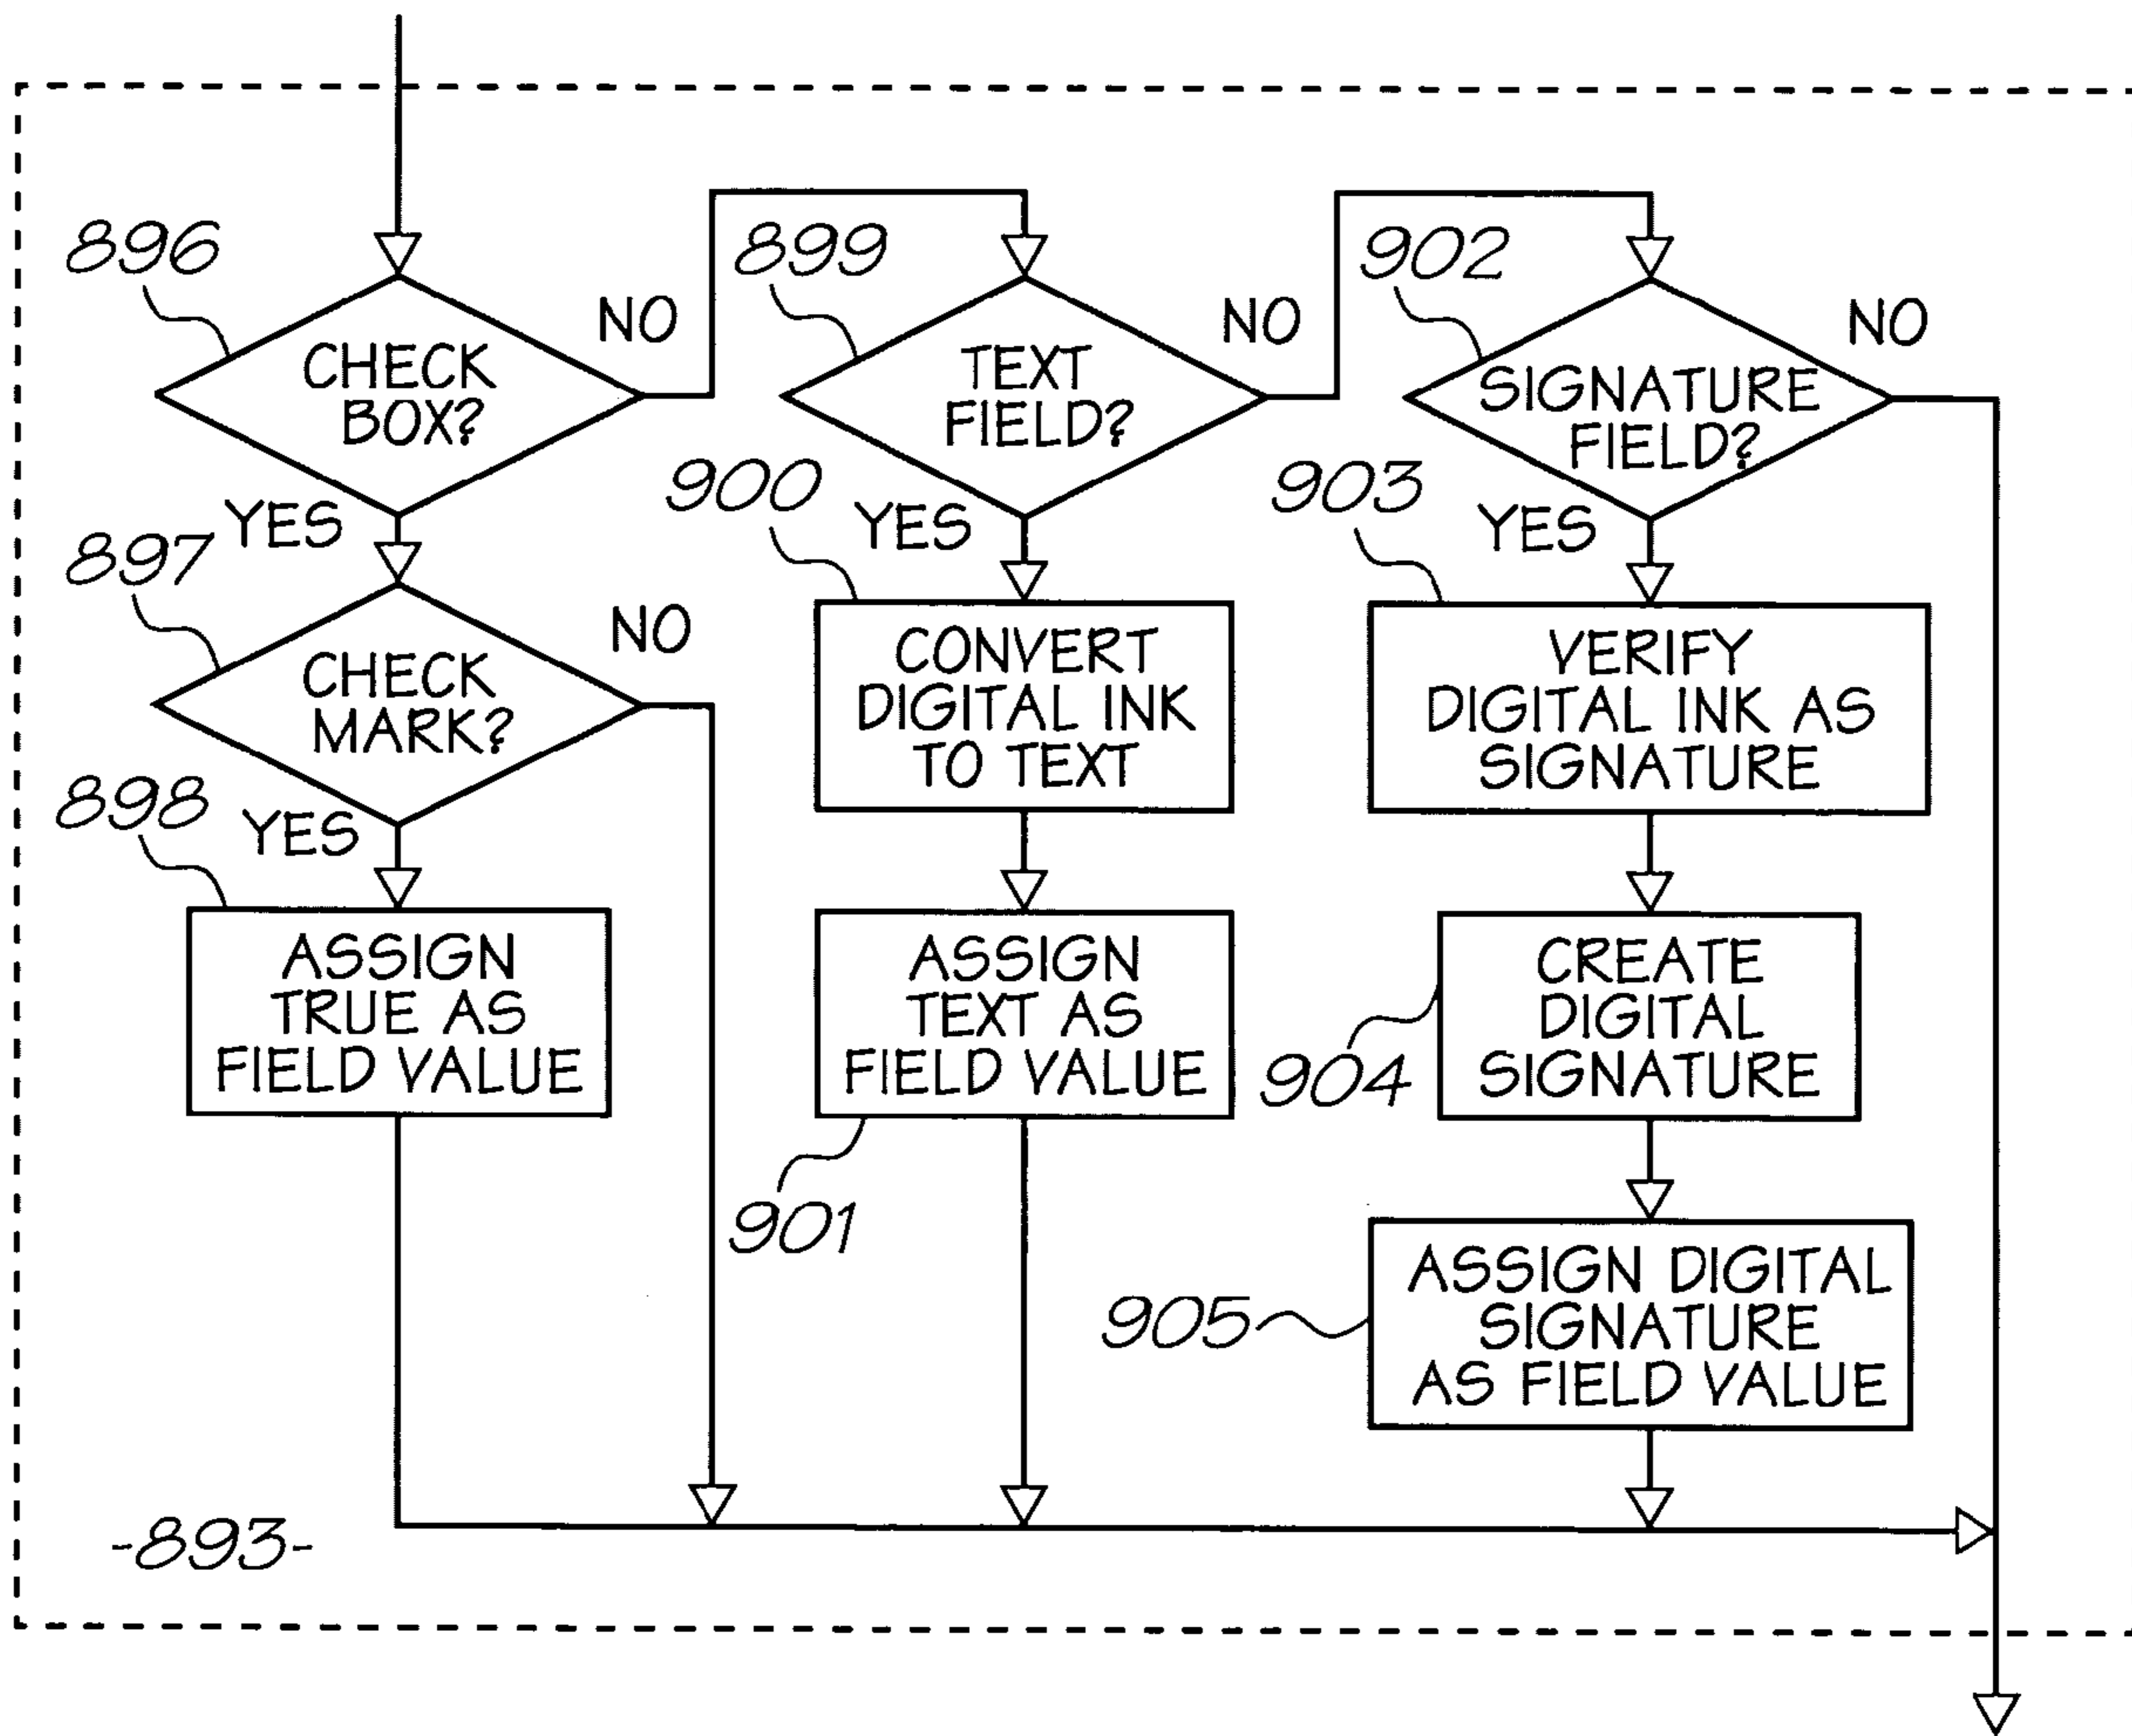 896
CHECK
BOX?
NO
YES
897
CHECK
MARK?
NO
YES
898
ASSIGN
TRUE AS
FIELD VALUE
899
TEXT
FIELD?
NO
YES
900
CONVERT
DIGITAL INK
TO TEXT
ASSIGN
TEXT AS
FIELD VALUE
901
902
SIGNATURE
FIELD?
NO
YES
903
VERIFY
DIGITAL INK AS
SIGNATURE
CREATE
DIGITAL
SIGNATURE
904
ASSIGN DIGITAL
SIGNATURE
AS FIELD VALUE
905
-893-